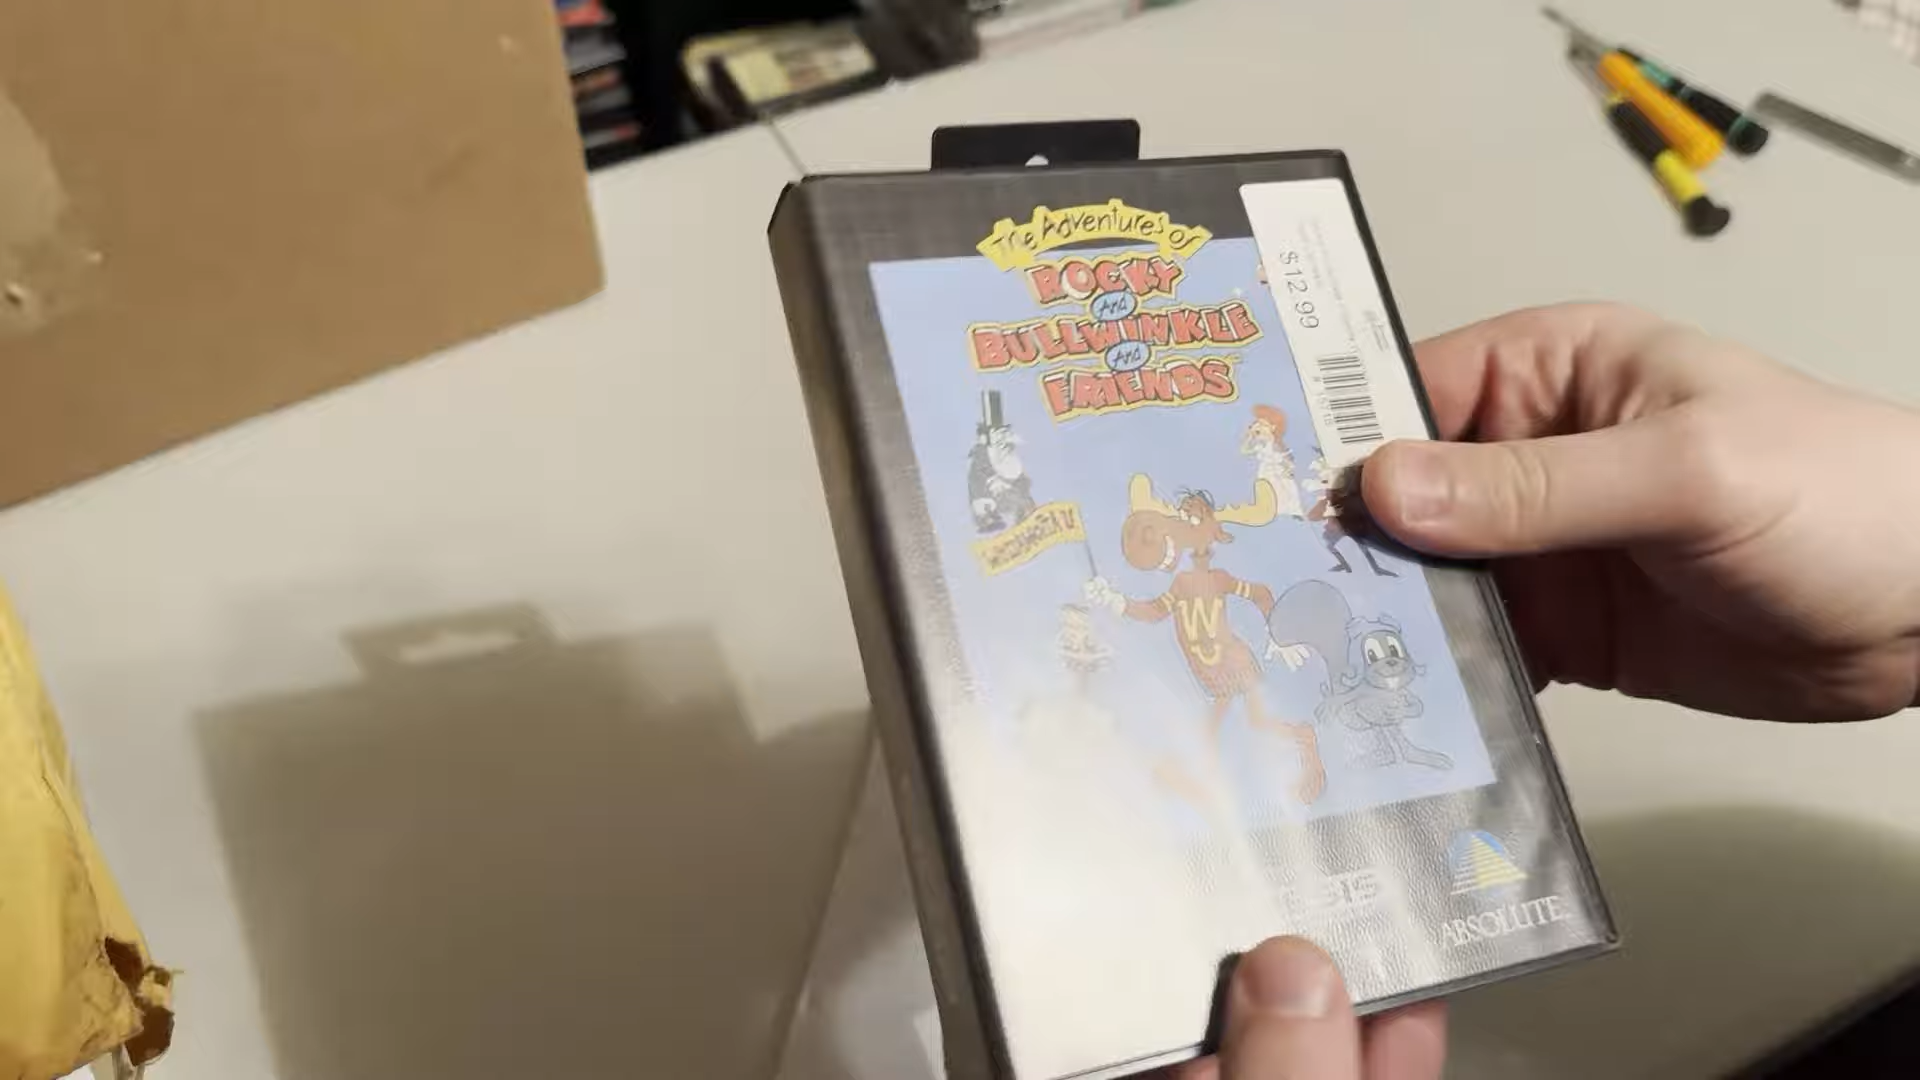 The Adventures of
ROCKY
And
BULLWINKLE
And
FRIENDS
$12.99
W
ABSOLUTE